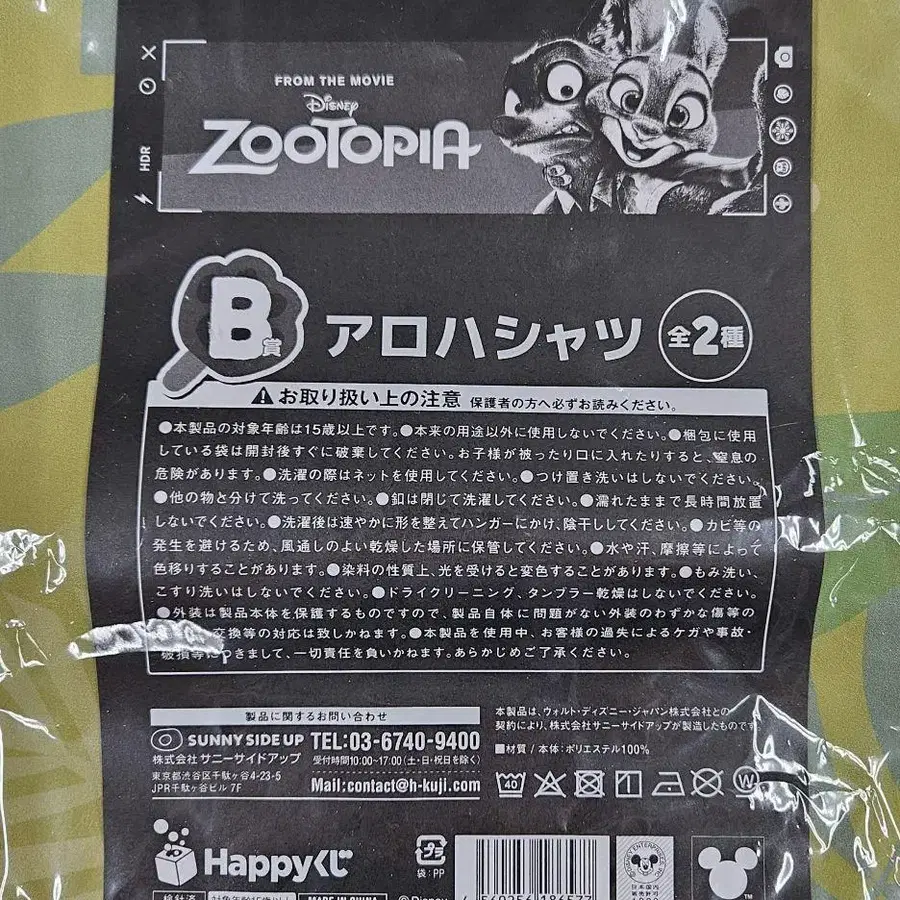 HDR
FROM THE MOVIE
Disney
ZOOTOPIA
B賞
アロハシャツ
全2種
お取り扱い上の注意 保護者の方へ必ずお読みください。
●本製品の対象年齢は15歳以上です。●本来の用途以外に使用しないでください。●梱包に使用
している袋は開封後すぐに破棄してください。お子様が被ったり口に入れたりすると、窒息の
危険があります。●洗濯の際はネットを使用してください。●つけ置き洗いはしないでください。
●他の物と分けて洗ってください。●釦は閉じて洗濯してください。●濡れたままで長時間放置
しないでください。●洗濯後は速やかに形を整えてハンガーにかけ、陰干ししてください。●カビ等の
発生を避けるため、風通しのよい乾燥した場所に保管してください。●水や汗、摩擦等によって
色移りすることがあります。●染料の性質上、光を受けると変色することがあります。●もみ洗い、
こすり洗いはしないでください。●ドライクリーニング、タンブラー乾燥はしないでください。
●外装は製品本体を保護するものですので、製品自体に問題がない外装のわずかな傷等の
交換等の対応は致しかねます。●本製品を使用中、お客様の過失によるケガや事故・
破損等につきまして、一切責任を負いかねます。あらかじめご了承ください。
製品に関するお問い合わせ
SUNNY SIDE UP TEL:03-6740-9400
株式会社サニーサイドアップ 受付時間10:00~17:00(土・日・祝日を除く)
東京都渋谷区千駄ヶ谷4-23-5
JPR千駄ヶ谷ビル 7F
Mail:contact@h-kuji.com
本製品は、ウォルト・ディズニー・ジャパン株式会社との
契約により、株式会社サニーサイドアップが製造したものです
■材質/本体:ポリエステル100%
40
W
Happyくじ
プラ
袋:PP
検針済
対象年齢15歳以上
MADE IN CHINA
©Disney
4 560256 186577
日本国内